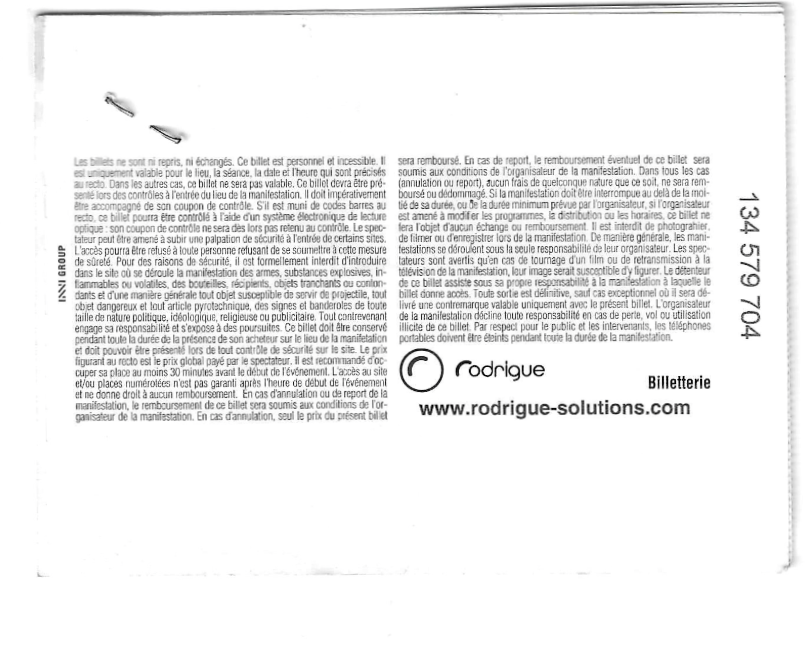 Les billets ne sont ni repris, ni échangés. Ce billet est personnel et incessible. Il
est uniquement valable pour le lieu, la séance, la date et l'heure qui sont précisés
au recto. Dans les autres cas, ce billet ne sera pas valable. Ce billet devra être pré-
senté lors des contrôles à l'entrée du lieu de la manifestation. Il doit impérativement
être accompagné de son coupon de contrôle. S'il est muni de codes barres au
recto, ce billet pourra être contrôlé à l'aide d'un système électronique de lecture
optique : son coupon de contrôle ne sera dès lors pas retenu au contrôle. Le spec-
tateur peut être amené à subir une palpation de sécurité à l'entrée de certains sites.
L'accès pourra être refusé à toute personne refusant de se soumettre à cette mesure
de sûreté. Pour des raisons de sécurité, il est formellement interdit d'introduire
dans le site où se déroule la manifestation des armes, substances explosives, in-
flammables ou volatiles, des bouteilles, récipients, objets tranchants ou conton-
dants et d'une manière générale tout objet susceptible de servir de projectile, tout
objet dangereux et tout article pyrotechnique, des signes et banderoles de toute
taille de nature politique, idéologique, religieuse ou publicitaire. Tout contrevenant
engage sa responsabilité et s'expose à des poursuites. Ce billet doit être conservé
pendant toute la durée de la présence de son acheteur sur le lieu de la manifetation
et doit pouvoir être présenté lors de tout contrôle de sécurité sur le site. Le prix
figurant au recto est le prix global payé par le spectateur. Il est recommandé d'oc-
cuper sa place au moins 30 minutes avant le début de l'événement. L'accès au site
et/ou places numérotées n'est pas garanti après l'heure de début de l'événement
et ne donne droit à aucun remboursement. En cas d'annulation ou de report de la
manifestation, le remboursement de ce billet sera soumis aux conditions de l'or-
ganisateur de la manifestation. En cas d'annulation, seul le prix du présent billet
sera remboursé. En cas de report, le remboursement éventuel de ce billet sera
soumis aux conditions de l'organisateur de la manifestation. Dans tous les cas
(annulation ou report), aucun frais de quelconque nature que ce soit, ne sera rem-
boursé ou dédommagé. Si la manifestation doit être interrompue au delà de la moi-
tié de sa durée, ou de la durée minimum prévue par l'organisateur, si l'organisateur
est amené à modifier les programmes, la distribution ou les horaires, ce billet ne
fera l'objet d'aucun échange ou remboursement. Il est interdit de photograhier,
de filmer ou d'enregistrer lors de la manifestation. De manière générale, les mani-
festations se déroulent sous la seule responsabilité de leur organisateur. Les spec-
tateurs sont avertis qu'en cas de tournage d'un film ou de retransmission à la
télévision de la manifestation, leur image serait susceptible d'y figurer. Le détenteur
de ce billet assiste sous sa propre responsabilité à la manifestation à laquelle le
billet donne accès. Toute sortie est définitive, sauf cas exceptionnel où il sera dé-
livré une contremarque valable uniquement avec le présent billet. L'organisateur
de la manifestation décline toute responsabilité en cas de perte, vol ou utilisation
illicite de ce billet. Par respect pour le public et les intervenants, les téléphones
portables doivent être éteints pendant toute la durée de la manifestation.
rodrigue
Billetterie
www.rodrigue-solutions.com
134 579 704
GROUP